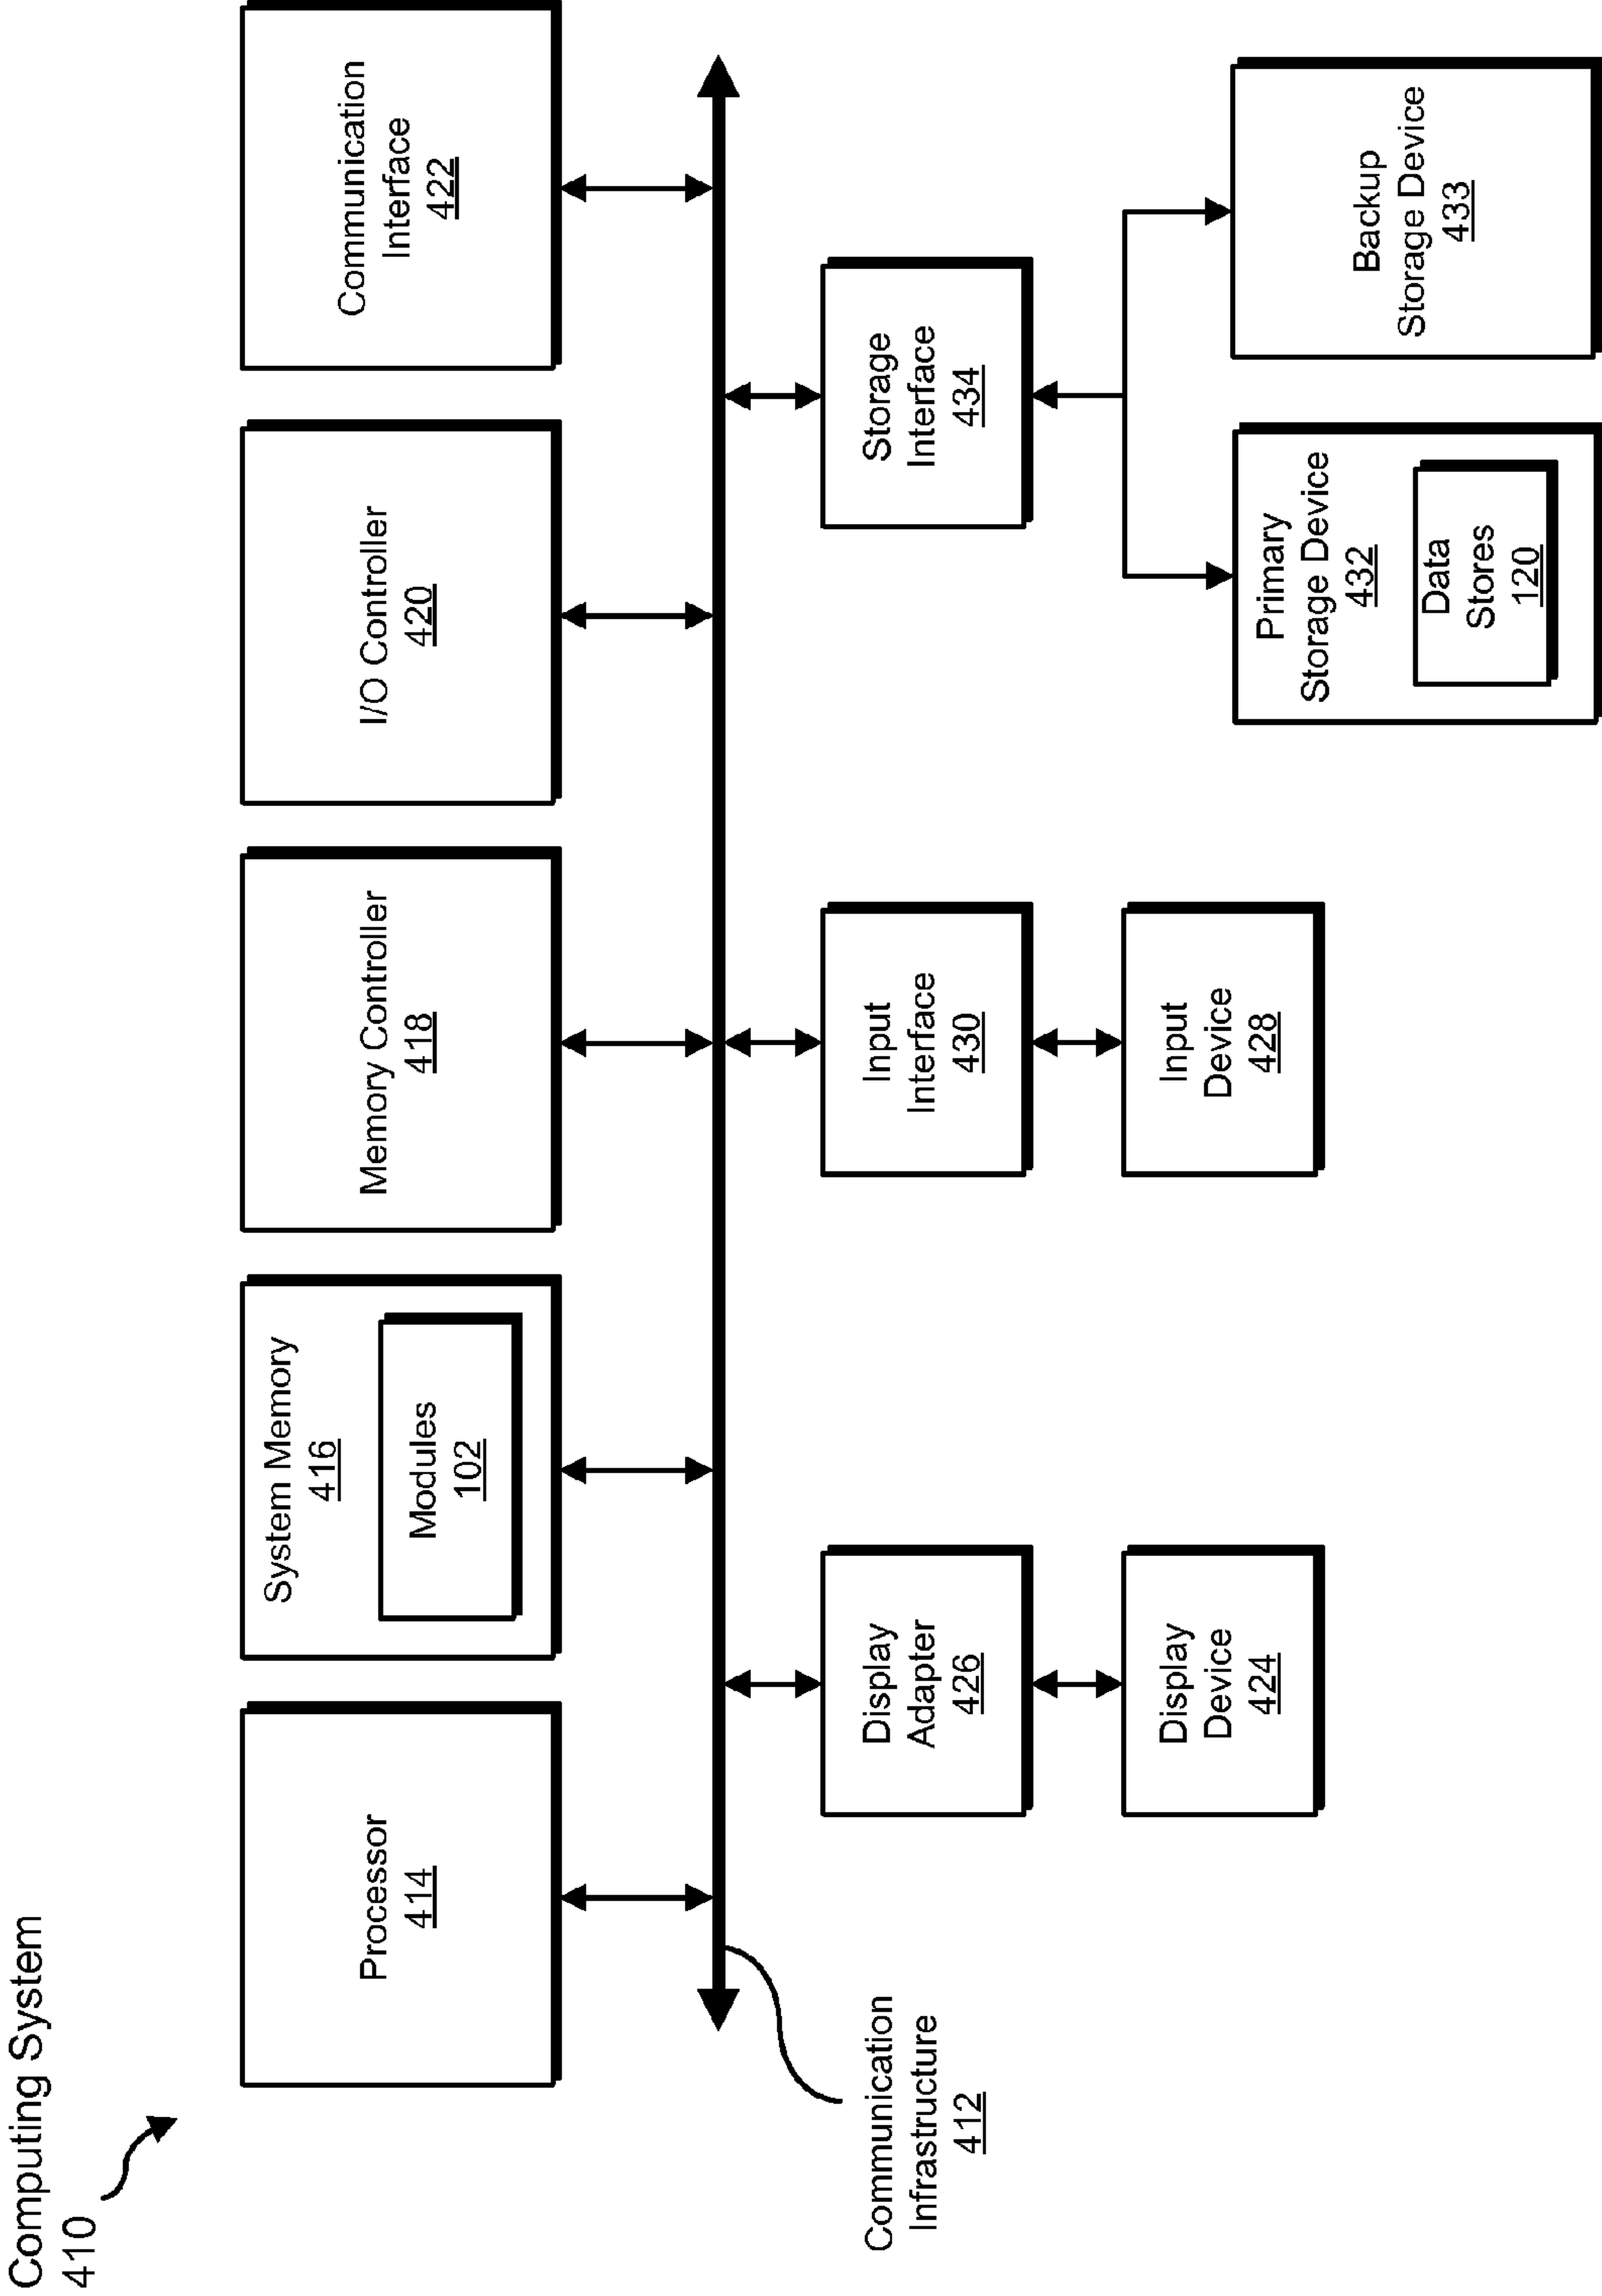 Computing System
410
Processor
414
System Memory
416
Modules
102
Memory Controller
418
I/O Controller
420
Communication
Interface
422
Communication
Infrastructure
412
Display
Adapter
426
Input
Interface
430
Storage
Interface
434
Display
Device
424
Input
Device
428
Primary
Storage Device
432
Data
Stores
120
Backup
Storage Device
433